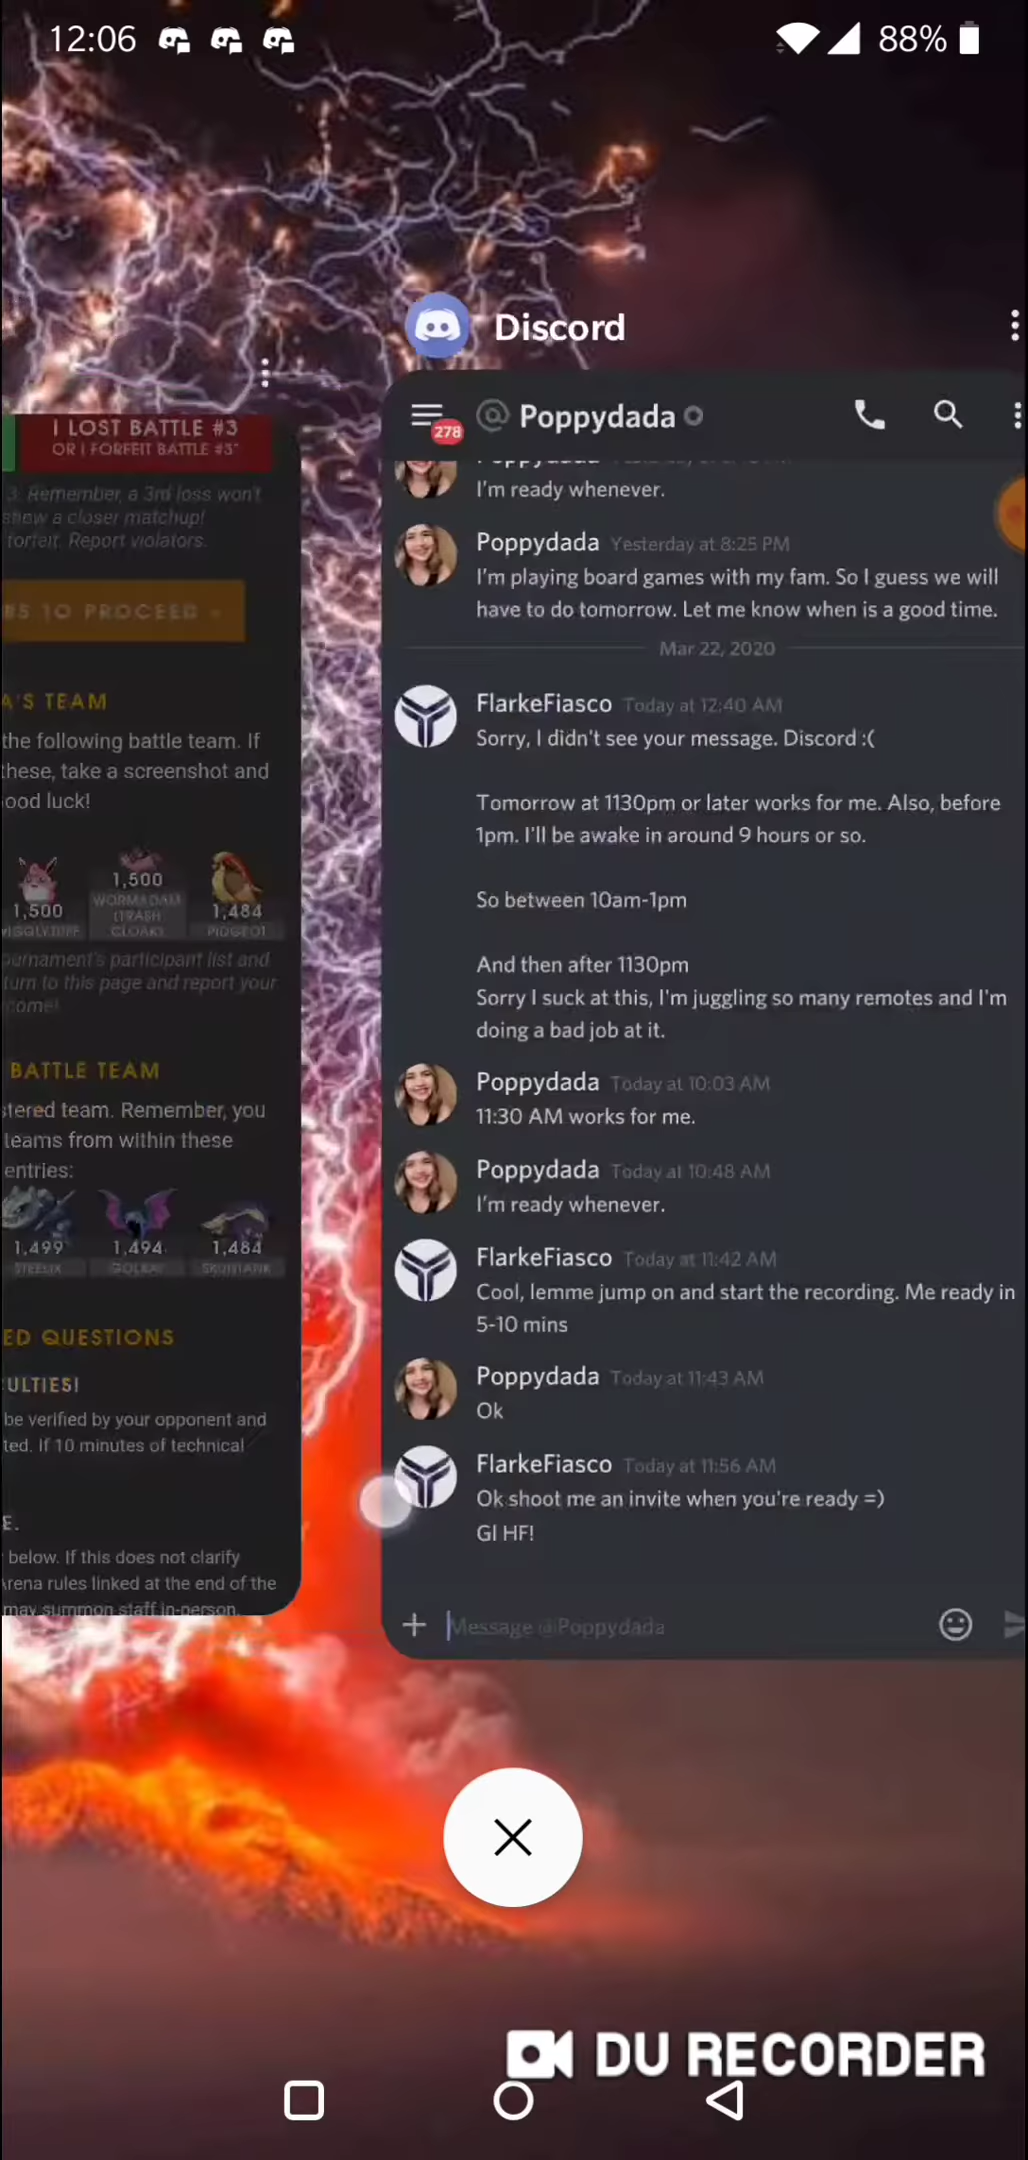 12:06
88%
Discord
I LOST BATTLE #3
OR I FORFEIT BATTLE #3*
3. Remember, a 3rd loss won't
show a closer matchup!
forfeit. Report violators.
TO PROCEED
A'S TEAM
the following battle team. If
these, take a screenshot and
ood luck!
1,500
1,500
1,484
WORMADAM
(TRASH
CLOAK)
PIDGEOT
ournament's participant list and
turn to this page and report your
come!
BATTLE TEAM
stered team. Remember, you
teams from within these
entries:
1,499
1,494
1,484
STEELIX
GOLBAT
SKUNTANK
ED QUESTIONS
ULTIES!
be verified by your opponent and
ted. If 10 minutes of technical
E.
below. If this does not clarify
Arena rules linked at the end of the
may summon staff in-person.
278
@ Poppydada
I'm ready whenever.
Poppydada Yesterday at 8:25 PM
I'm playing board games with my fam. So I guess we will
have to do tomorrow. Let me know when is a good time.
Mar 22, 2020
FlarkeFiasco Today at 12:40 AM
Sorry, I didn't see your message. Discord :(
Tomorrow at 1130pm or later works for me. Also, before
1pm. I'll be awake in around 9 hours or so.
So between 10am-1pm
And then after 1130pm
Sorry I suck at this, I'm juggling so many remotes and I'm
doing a bad job at it.
Poppydada Today at 10:03 AM
11:30 AM works for me.
Poppydada Today at 10:48 AM
I'm ready whenever.
FlarkeFiasco Today at 11:42 AM
Cool, lemme jump on and start the recording. Me ready in
5-10 mins
Poppydada Today at 11:43 AM
Ok
FlarkeFiasco Today at 11:56 AM
Ok shoot me an invite when you're ready =)
Gl HF!
Message @Poppydada
DU RECORDER